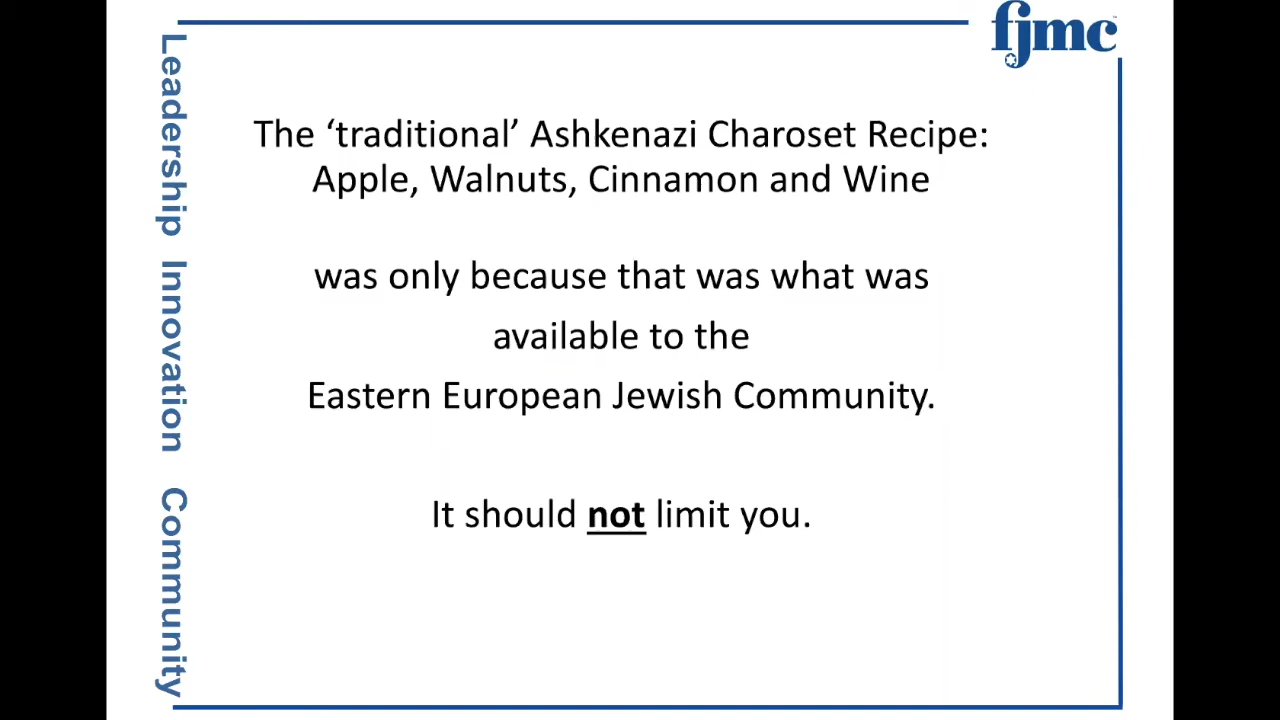 fjmc
Leadership Innovation Community
The ‘traditional’ Ashkenazi Charoset Recipe:
Apple, Walnuts, Cinnamon and Wine
was only because that was what was
available to the
Eastern European Jewish Community.
It should not limit you.